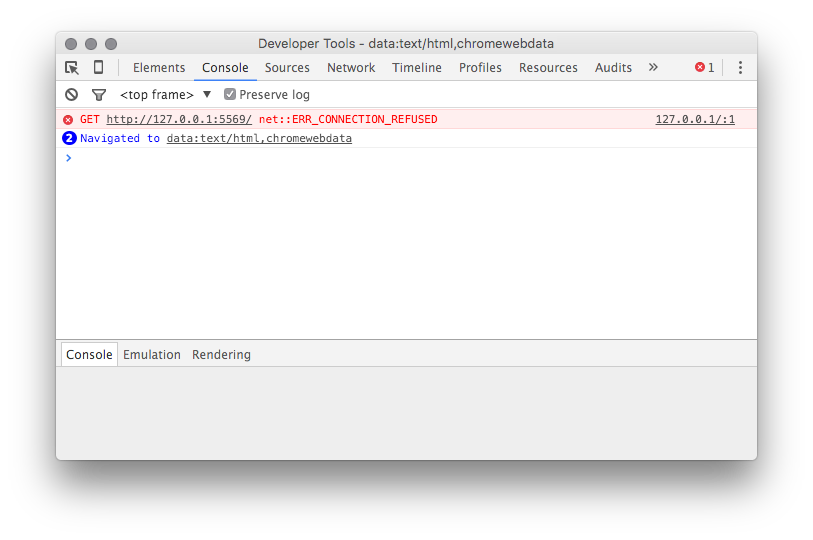 Developer Tools - data:text/html,chromewebdata
Elements Console Sources Network Timeline Profiles Resources Audits » 1
<top frame> ▼ Preserve log
GET http://127.0.0.1:5569/ net::ERR_CONNECTION_REFUSED 127.0.0.1/:1
2 Navigated to data:text/html,chromewebdata
>
Console Emulation Rendering